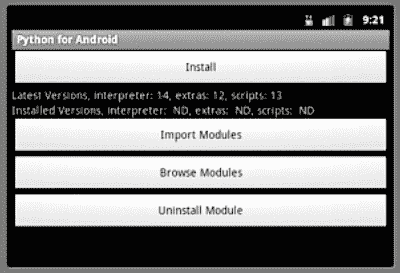 9:21
Python for Android
Install
Latest Versions, interpreter: 14, extras: 12, scripts: 13
Installed Versions, interpreter:  ND, extras:  ND, scripts:  ND
Import Modules
Browse Modules
Uninstall Module